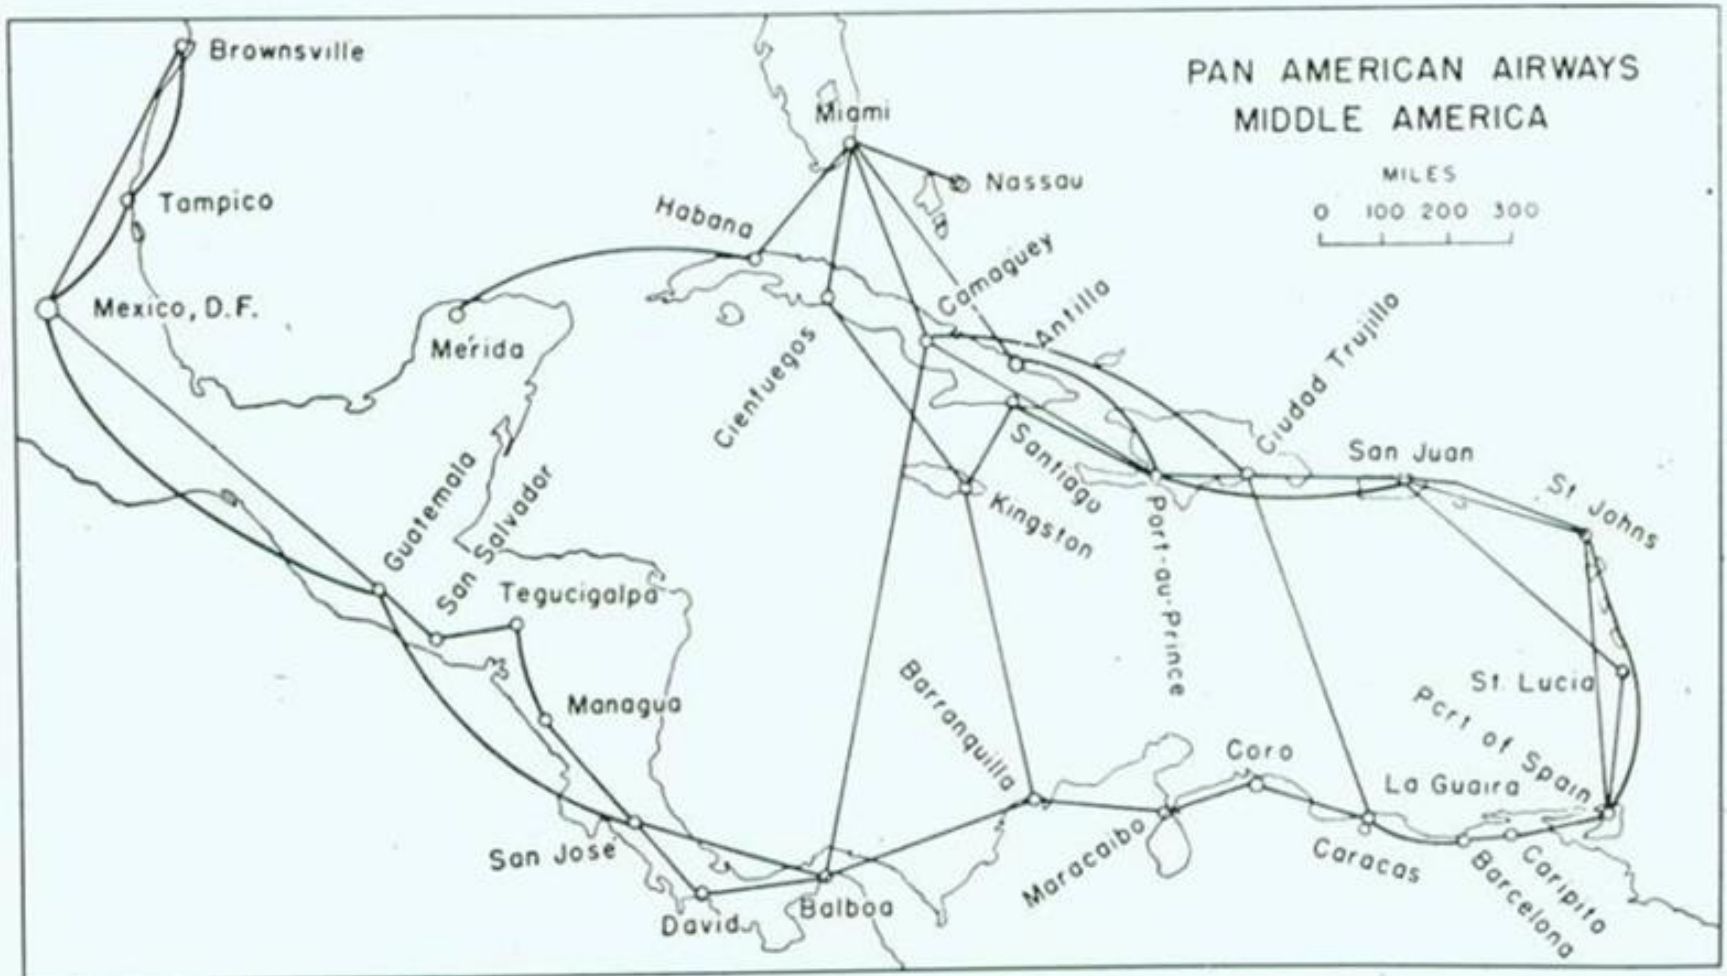 Brownsville
PAN AMERICAN AIRWAYS
MIDDLE AMERICA
Miami
MILES
0 100 200 300
Nassau
Tampico
Habana
Camaguey
Antilla
Mexico, D.F.
Mérida
Cienfuegos
Ciudad Trujillo
San Juan
St. Johns
Santiago
Kingston
Port-au-Prince
Guatemala
San Salvador
Tegucigalpa
Managua
Barranquilla
St. Lucia
Port of Spain
Coro
La Guaira
San José
Maracaibo
Caracas
Caripito
Barcelona
David
Balboa